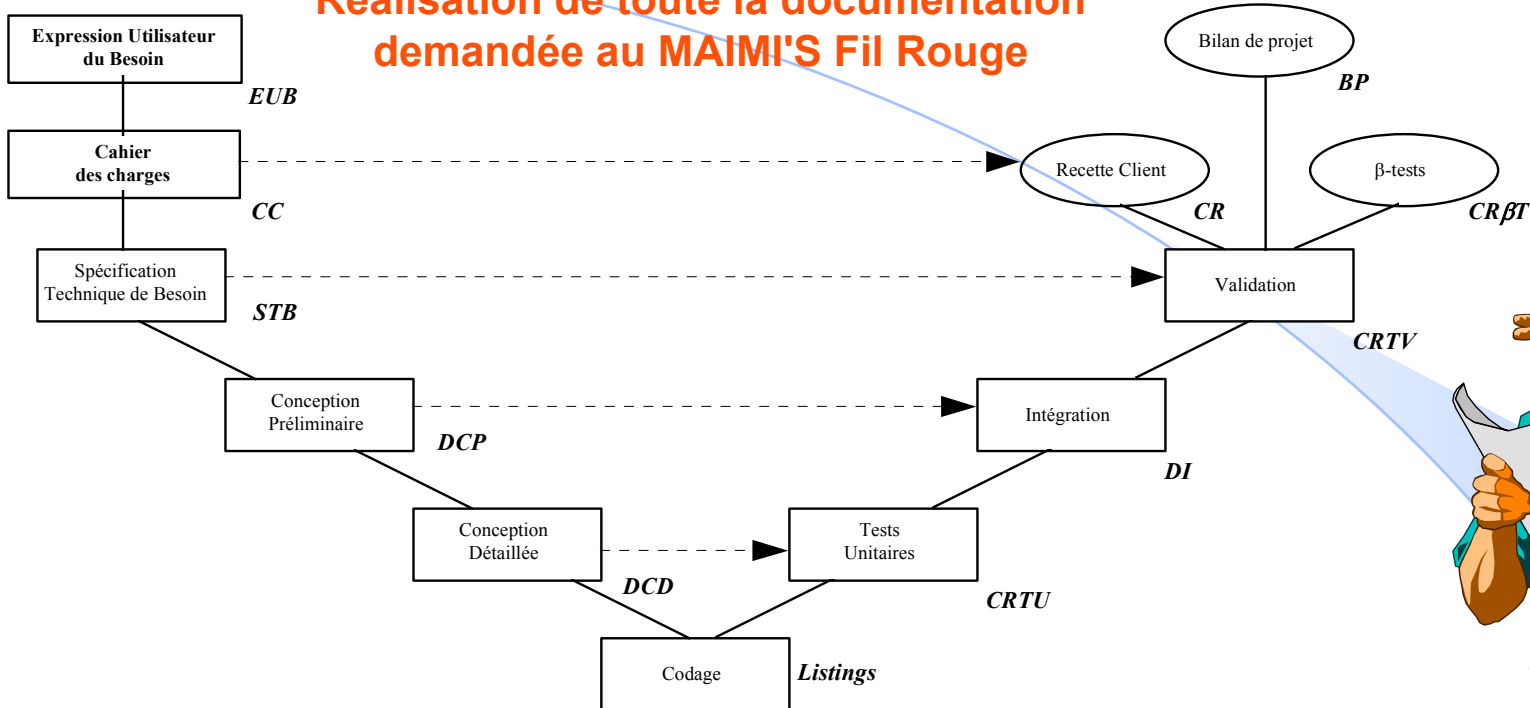 Réalisation de toute la documentation
demandée au MAIMI'S Fil Rouge
Expression Utilisateur
du Besoin
EUB
Cahier
des charges
CC
Spécification
Technique de Besoin
STB
Conception
Préliminaire
DCP
Conception
Détaillée
DCD
Codage
Listings
Tests
Unitaires
CRTU
Intégration
DI
Validation
CRTV
Recette Client
CR
Bilan de projet
BP
β-tests
CRβT